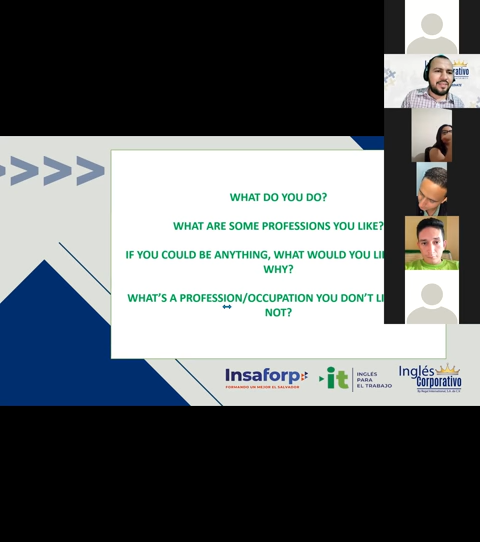 WHAT DO YOU DO?
WHAT ARE SOME PROFESSIONS YOU LIKE?
IF YOU COULD BE ANYTHING, WHAT WOULD YOU
WHY?
WHAT'S A PROFESSION/OCCUPATION YOU DON'T
NOT?
Insaforp
FORMANDO UN MEJOR EL SALVADOR
it
INGLÉS
PARA
EL TRABAJO
Inglés
Corporativo